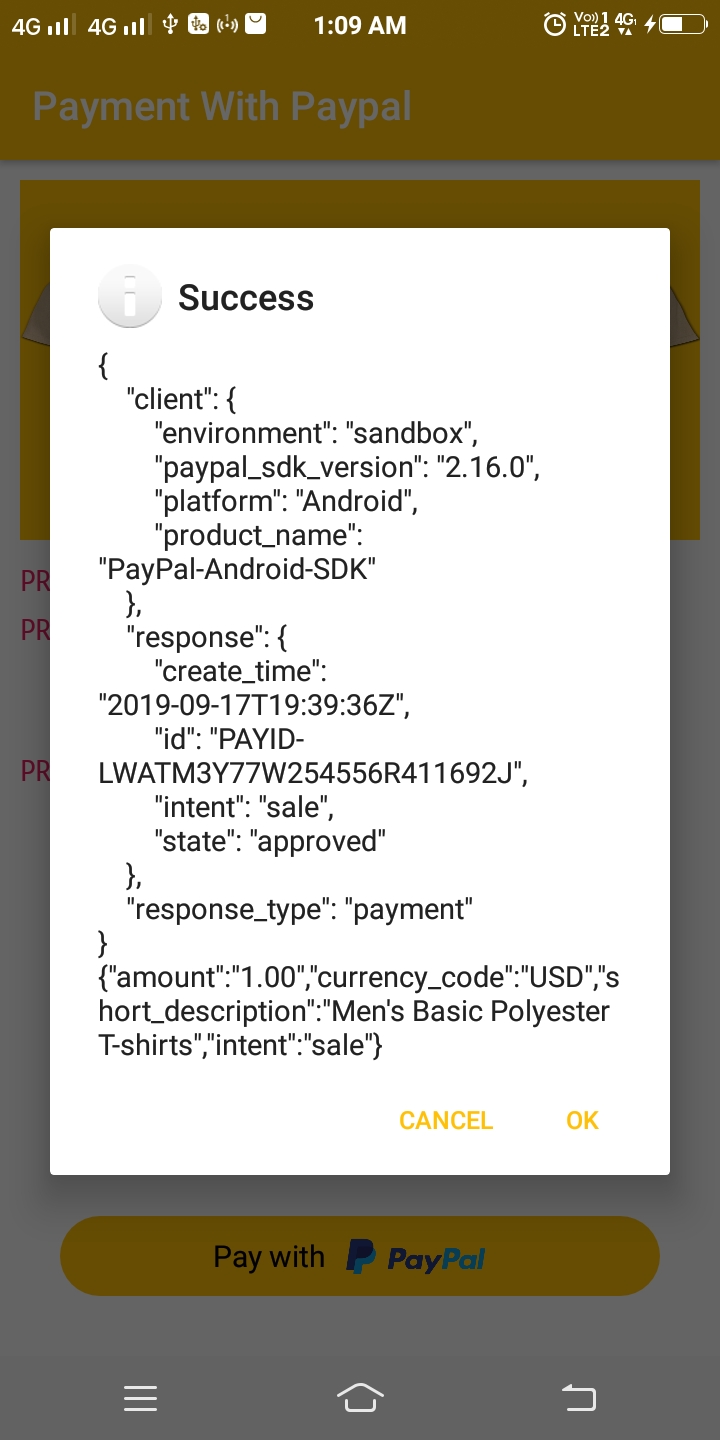 4G 4G 1:09 AM Vo)) 1 4G LTE2
Payment With Paypal
Success
{
"client": {
"environment": "sandbox",
"paypal_sdk_version": "2.16.0",
"platform": "Android",
"product_name":
"PayPal-Android-SDK"
},
"response": {
"create_time":
"2019-09-17T19:39:36Z",
"id": "PAYID-
LWATM3Y77W254556R411692J",
"intent": "sale",
"state": "approved"
},
"response_type": "payment"
}
{"amount":"1.00","currency_code":"USD","s
hort_description":"Men's Basic Polyester
T-shirts","intent":"sale"}
PR
PR
PR
CANCEL OK
Pay with PayPal